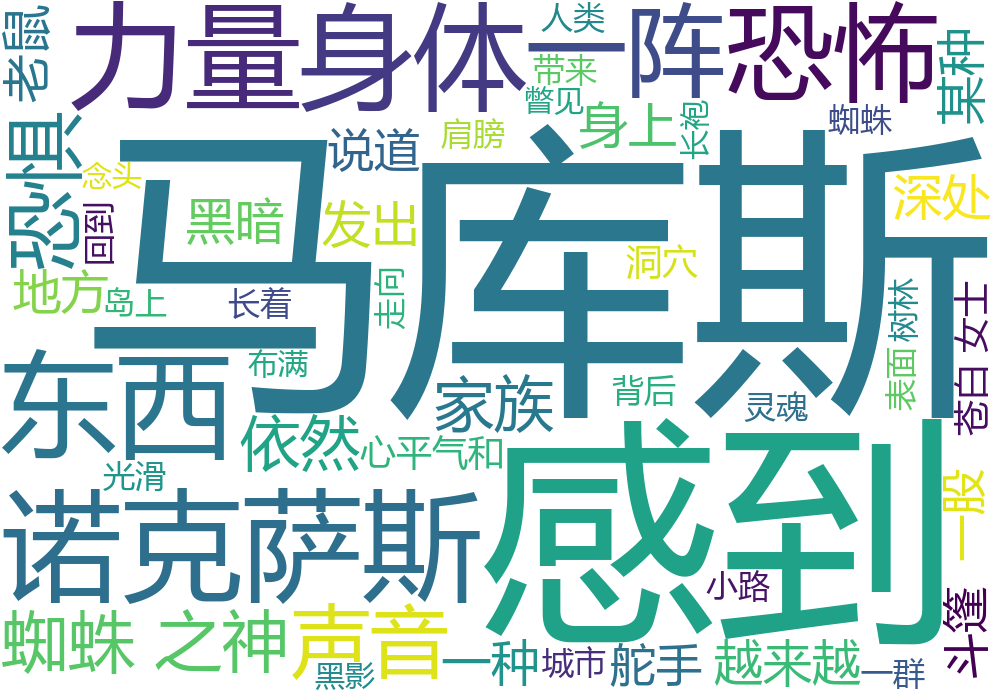 老鼠
力量
身体
一阵
人类
恐怖
某种
带来
瞥见
身上
长袍
蜘蛛
恐惧
念头
说道
肩膀
马库斯
深处
回到
黑暗
发出
洞穴
地方
岛上
长着
走向
树林
女士
布满
东西
家族
背后
灵魂
表面
苍白
依然
心平气和
感到
光滑
诺克萨斯
一股
小路
斗篷
蜘蛛 之神
声音
黑影
一种
城市
舵手
越来越
一群